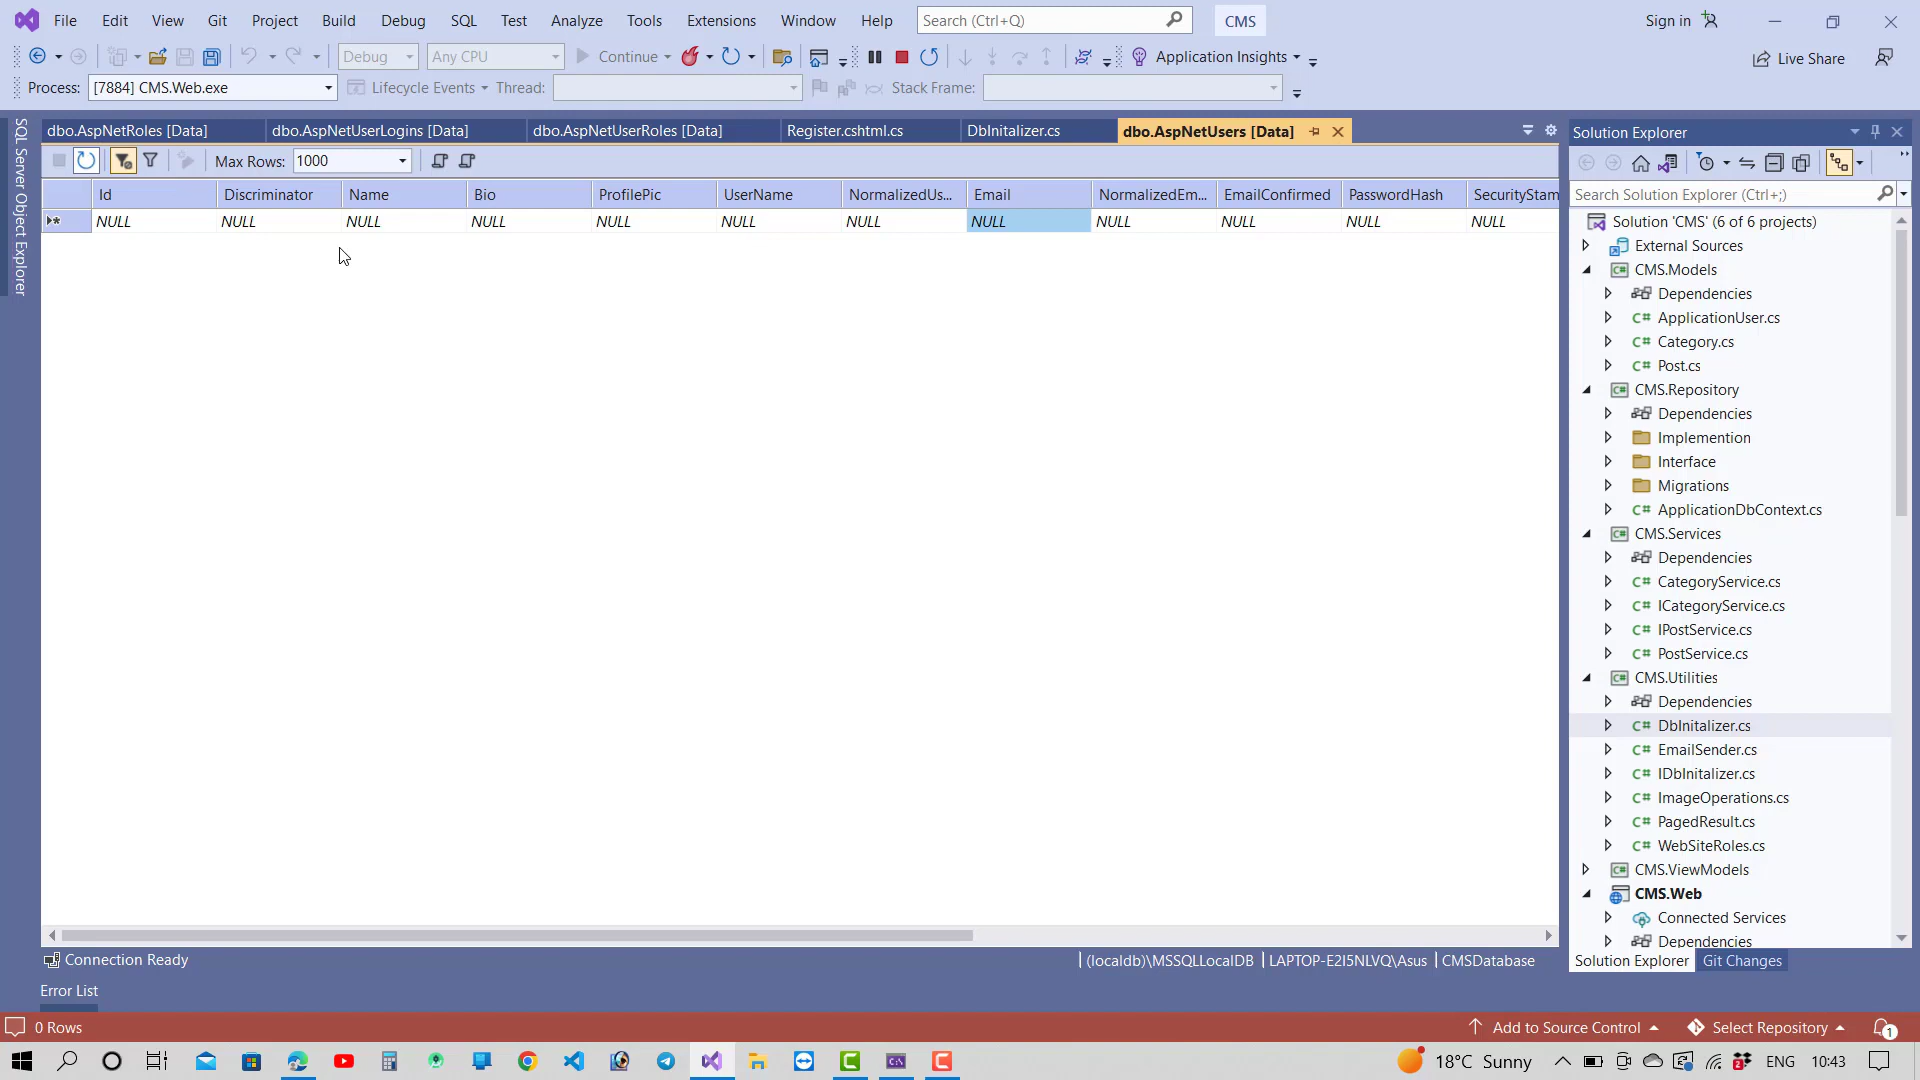 File Edit View Git Project Build Debug SQL Test Analyze Tools Extensions Window Help Search (Ctrl+Q) CMS Sign in
Debug Any CPU Continue Application Insights Live Share
Process: [7884] CMS.Web.exe Lifecycle Events Thread: Stack Frame:
SQL Server Object Explorer
dbo.AspNetRoles [Data] dbo.AspNetUserLogins [Data] dbo.AspNetUserRoles [Data] Register.cshtml.cs DbInitalizer.cs dbo.AspNetUsers [Data]
Max Rows: 1000
Id Discriminator Name Bio ProfilePic UserName NormalizedUs... Email NormalizedEm... EmailConfirmed PasswordHash SecurityStam
NULL NULL NULL NULL NULL NULL NULL NULL NULL NULL NULL NULL
Solution Explorer
Search Solution Explorer (Ctrl+;)
Solution 'CMS' (6 of 6 projects)
External Sources
C# CMS.Models
Dependencies
C# ApplicationUser.cs
C# Category.cs
C# Post.cs
C# CMS.Repository
Dependencies
Implemention
Interface
Migrations
C# ApplicationDbContext.cs
C# CMS.Services
Dependencies
C# CategoryService.cs
C# ICategoryService.cs
C# IPostService.cs
C# PostService.cs
C# CMS.Utilities
Dependencies
C# DbInitalizer.cs
C# EmailSender.cs
C# IDbInitalizer.cs
C# ImageOperations.cs
C# PagedResult.cs
C# WebSiteRoles.cs
C# CMS.ViewModels
CMS.Web
Connected Services
Dependencies
Solution Explorer Git Changes
Connection Ready (localdb)\MSSQLLocalDB LAPTOP-E2I5NLVQ\Asus CMSDatabase
Error List
0 Rows Add to Source Control Select Repository 1
18°C Sunny ENG 10:43